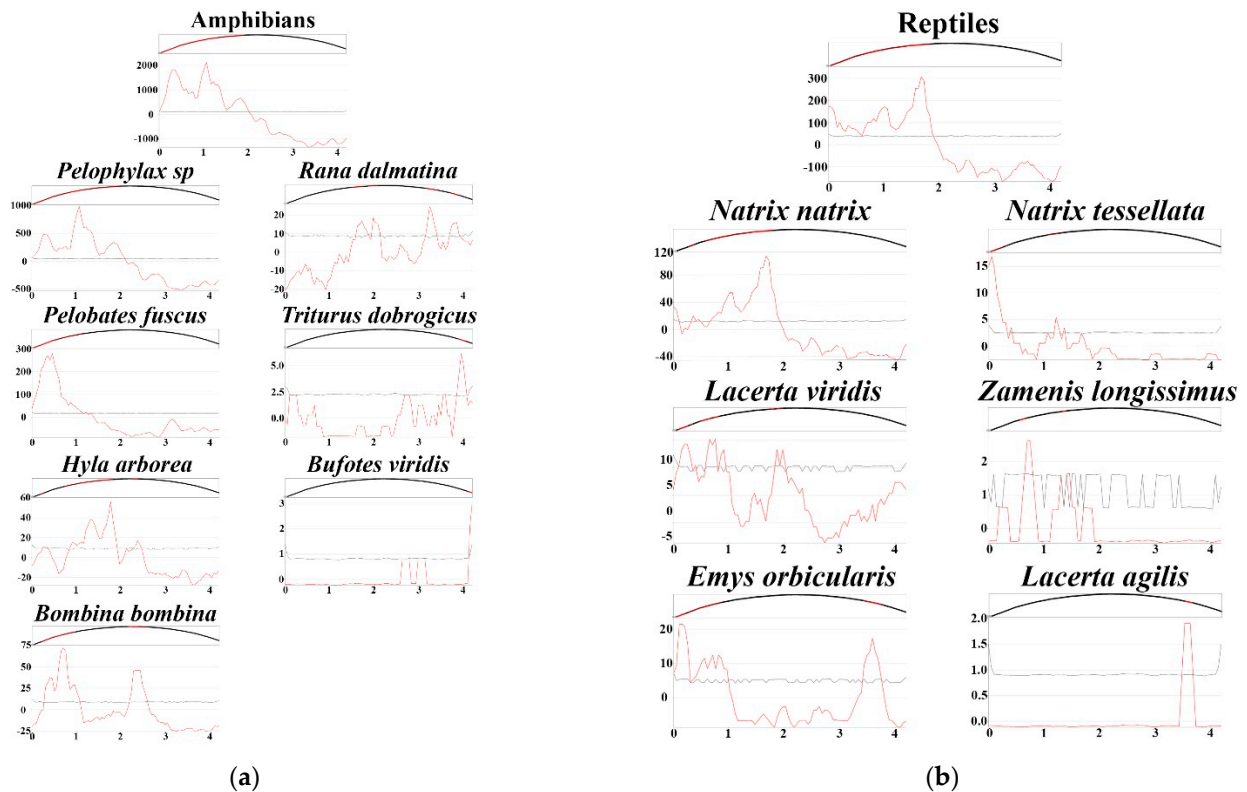 Amphibians
2000
1000
0
-1000
0 1 2 3 4
Pelophylax sp
1000
500
0
-500
0 1 2 3 4
Rana dalmatina
20
10
0
-10
-20
0 1 2 3 4
Pelobates fuscus
300
200
100
0
0 1 2 3 4
Triturus dobrogicus
5.0
2.5
0.0
0 1 2 3 4
Hyla arborea
60
40
20
0
-20
0 1 2 3 4
Bufotes viridis
3
2
1
0
0 1 2 3 4
Bombina bombina
75
50
25
0
-25
0 1 2 3 4
(a)
Reptiles
300
200
100
0
-100
0 1 2 3 4
Natrix natrix
120
80
40
0
-40
0 1 2 3 4
Natrix tessellata
15
10
5
0
0 1 2 3 4
Lacerta viridis
10
5
0
-5
0 1 2 3 4
Zamenis longissimus
2
1
0
0 1 2 3 4
Emys orbicularis
20
10
0
0 1 2 3 4
Lacerta agilis
2.0
1.5
1.0
0.5
0.0
0 1 2 3 4
(b)